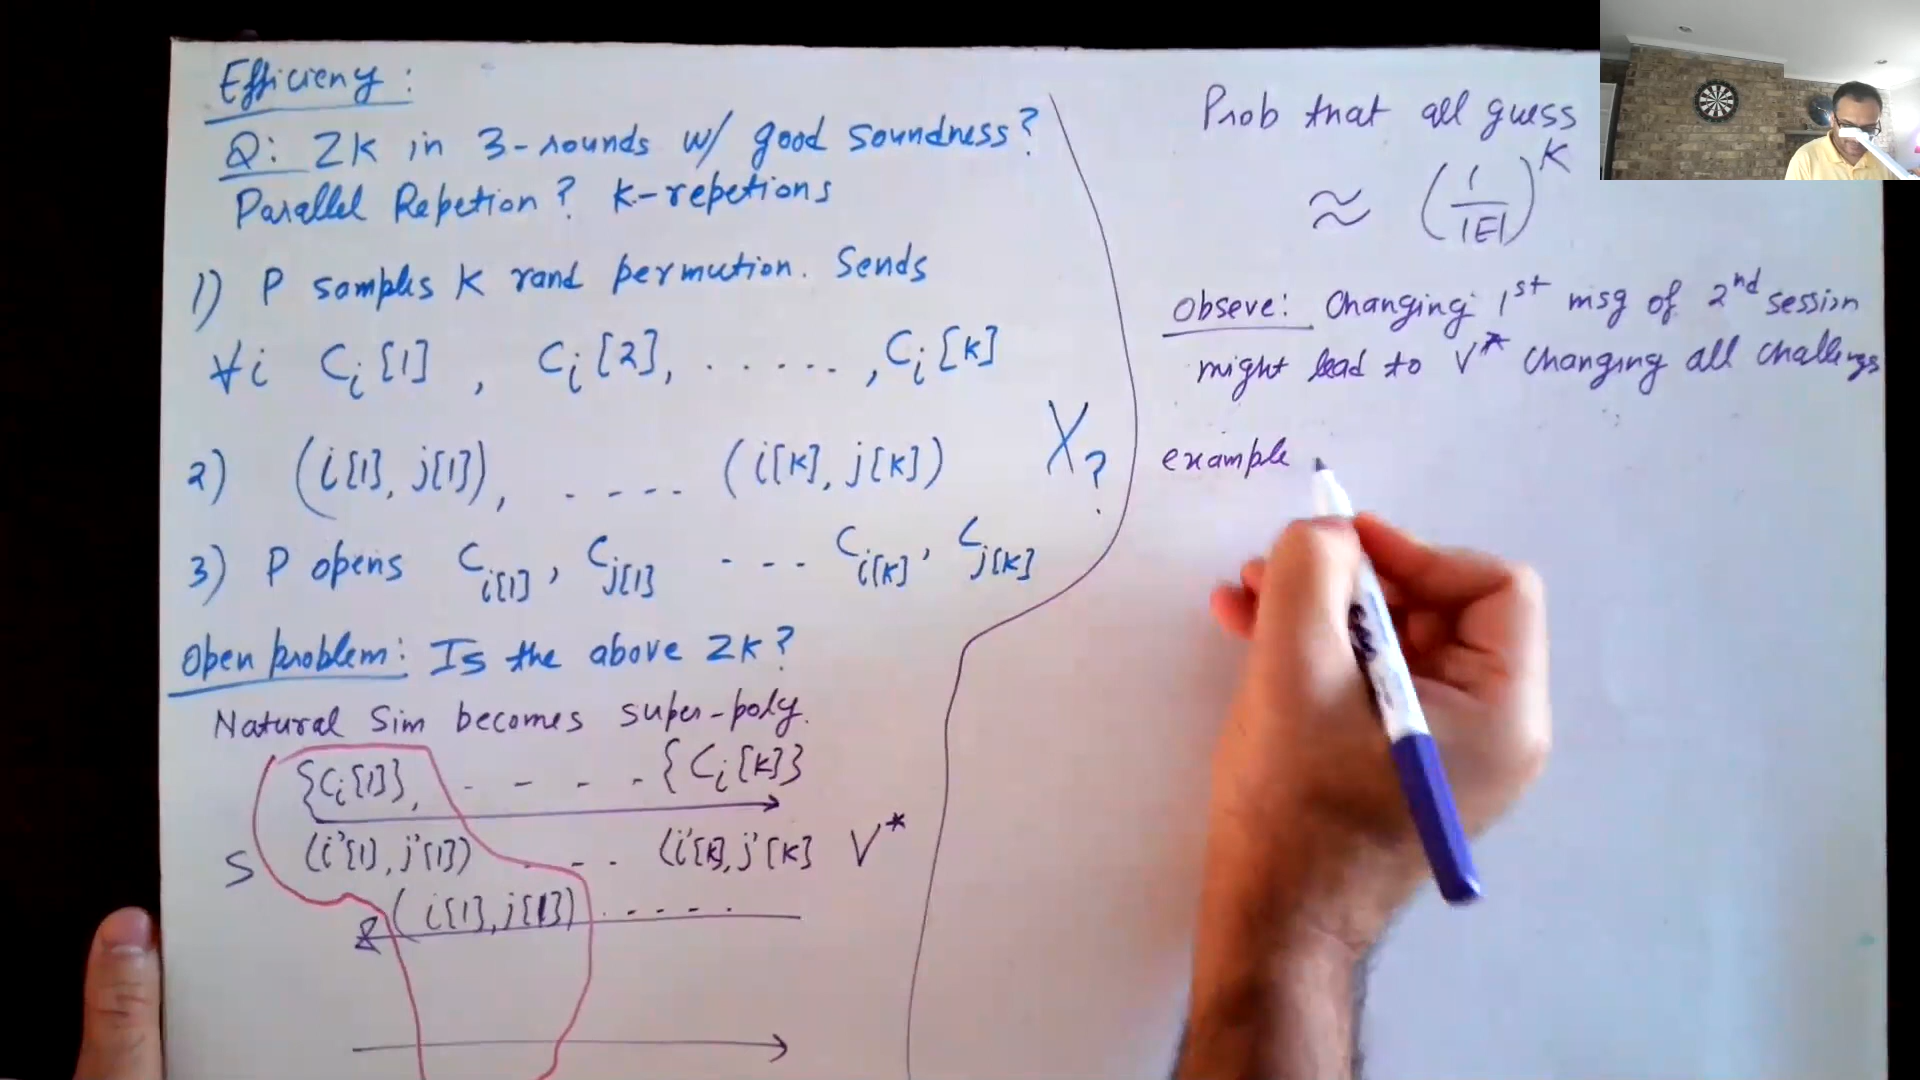 Efficieny :
Q: ZK in 3-rounds w/ good soundness?
Parallel Repetion? K-repetions
1) P samples K rand permution. Sends
∀i Ci[1] , Ci[2], ..... , Ci[K]
2) (i[1], j[1]), .... (i[K], j[K])
X?
3) P opens Ci[1], Cj[1] --- Ci[K], Cj[K]
Open problem: Is the above ZK?
Natural Sim becomes super-poly.
{Ci[1]}, - - - - {Ci[K]}
(i'[1], j'[1]) . - - . (i'[K], j'[K]
S V*
(i[1], j[1]) . - - - .
Prob that all guess
≈ (1/|E|)^K
Obseve: Changing 1st msg of 2nd session
might lead to V* changing all challengs
example